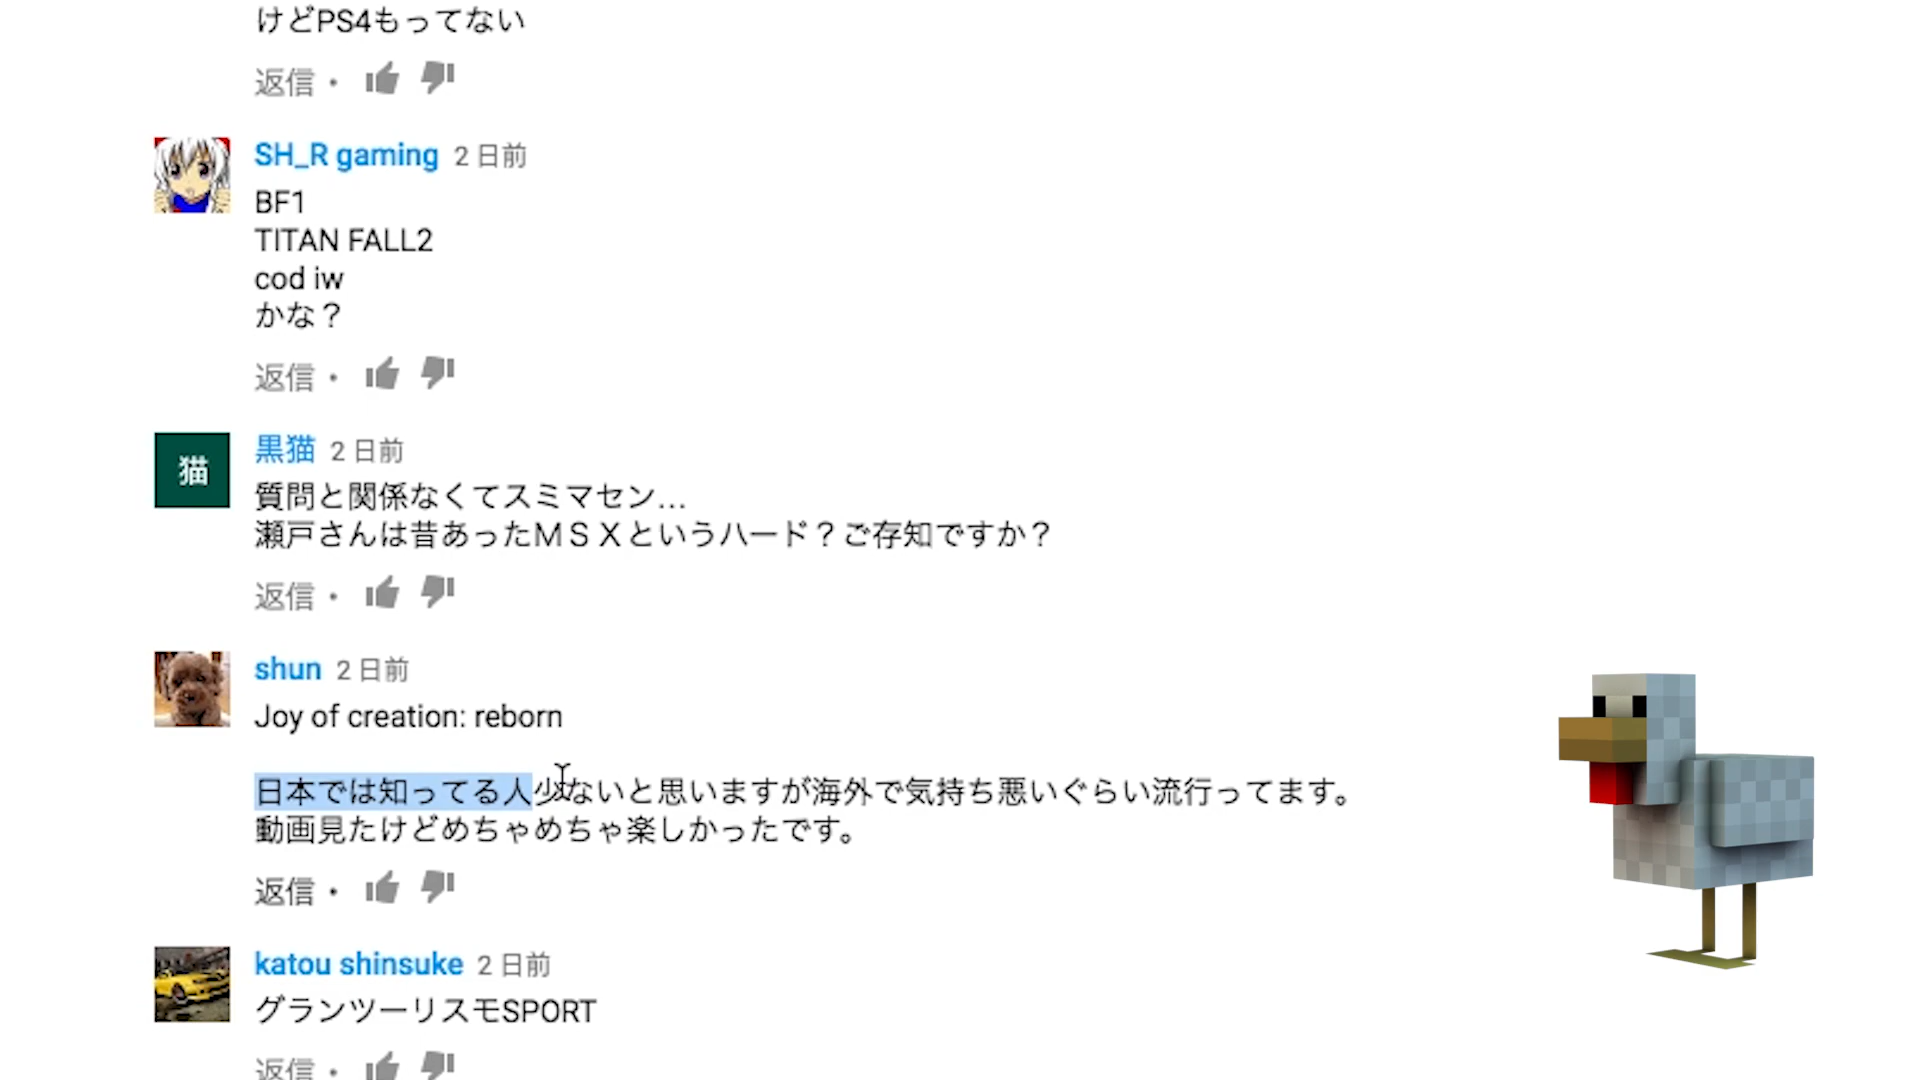 けどPS4もってない
返信・
SH_R gaming 2 日前
BF1
TITAN FALL2
cod iw
かな？
返信・
猫
黒猫 2 日前
質問と関係なくてスミマセン…
瀬戸さんは昔あったＭＳＸというハード？ご存知ですか？
返信・
shun 2 日前
Joy of creation: reborn
日本では知ってる人少ないと思いますが海外で気持ち悪いぐらい流行ってます。
動画見たけどめちゃめちゃ楽しかったです。
返信・
katou shinsuke 2 日前
グランツーリスモSPORT
返信・